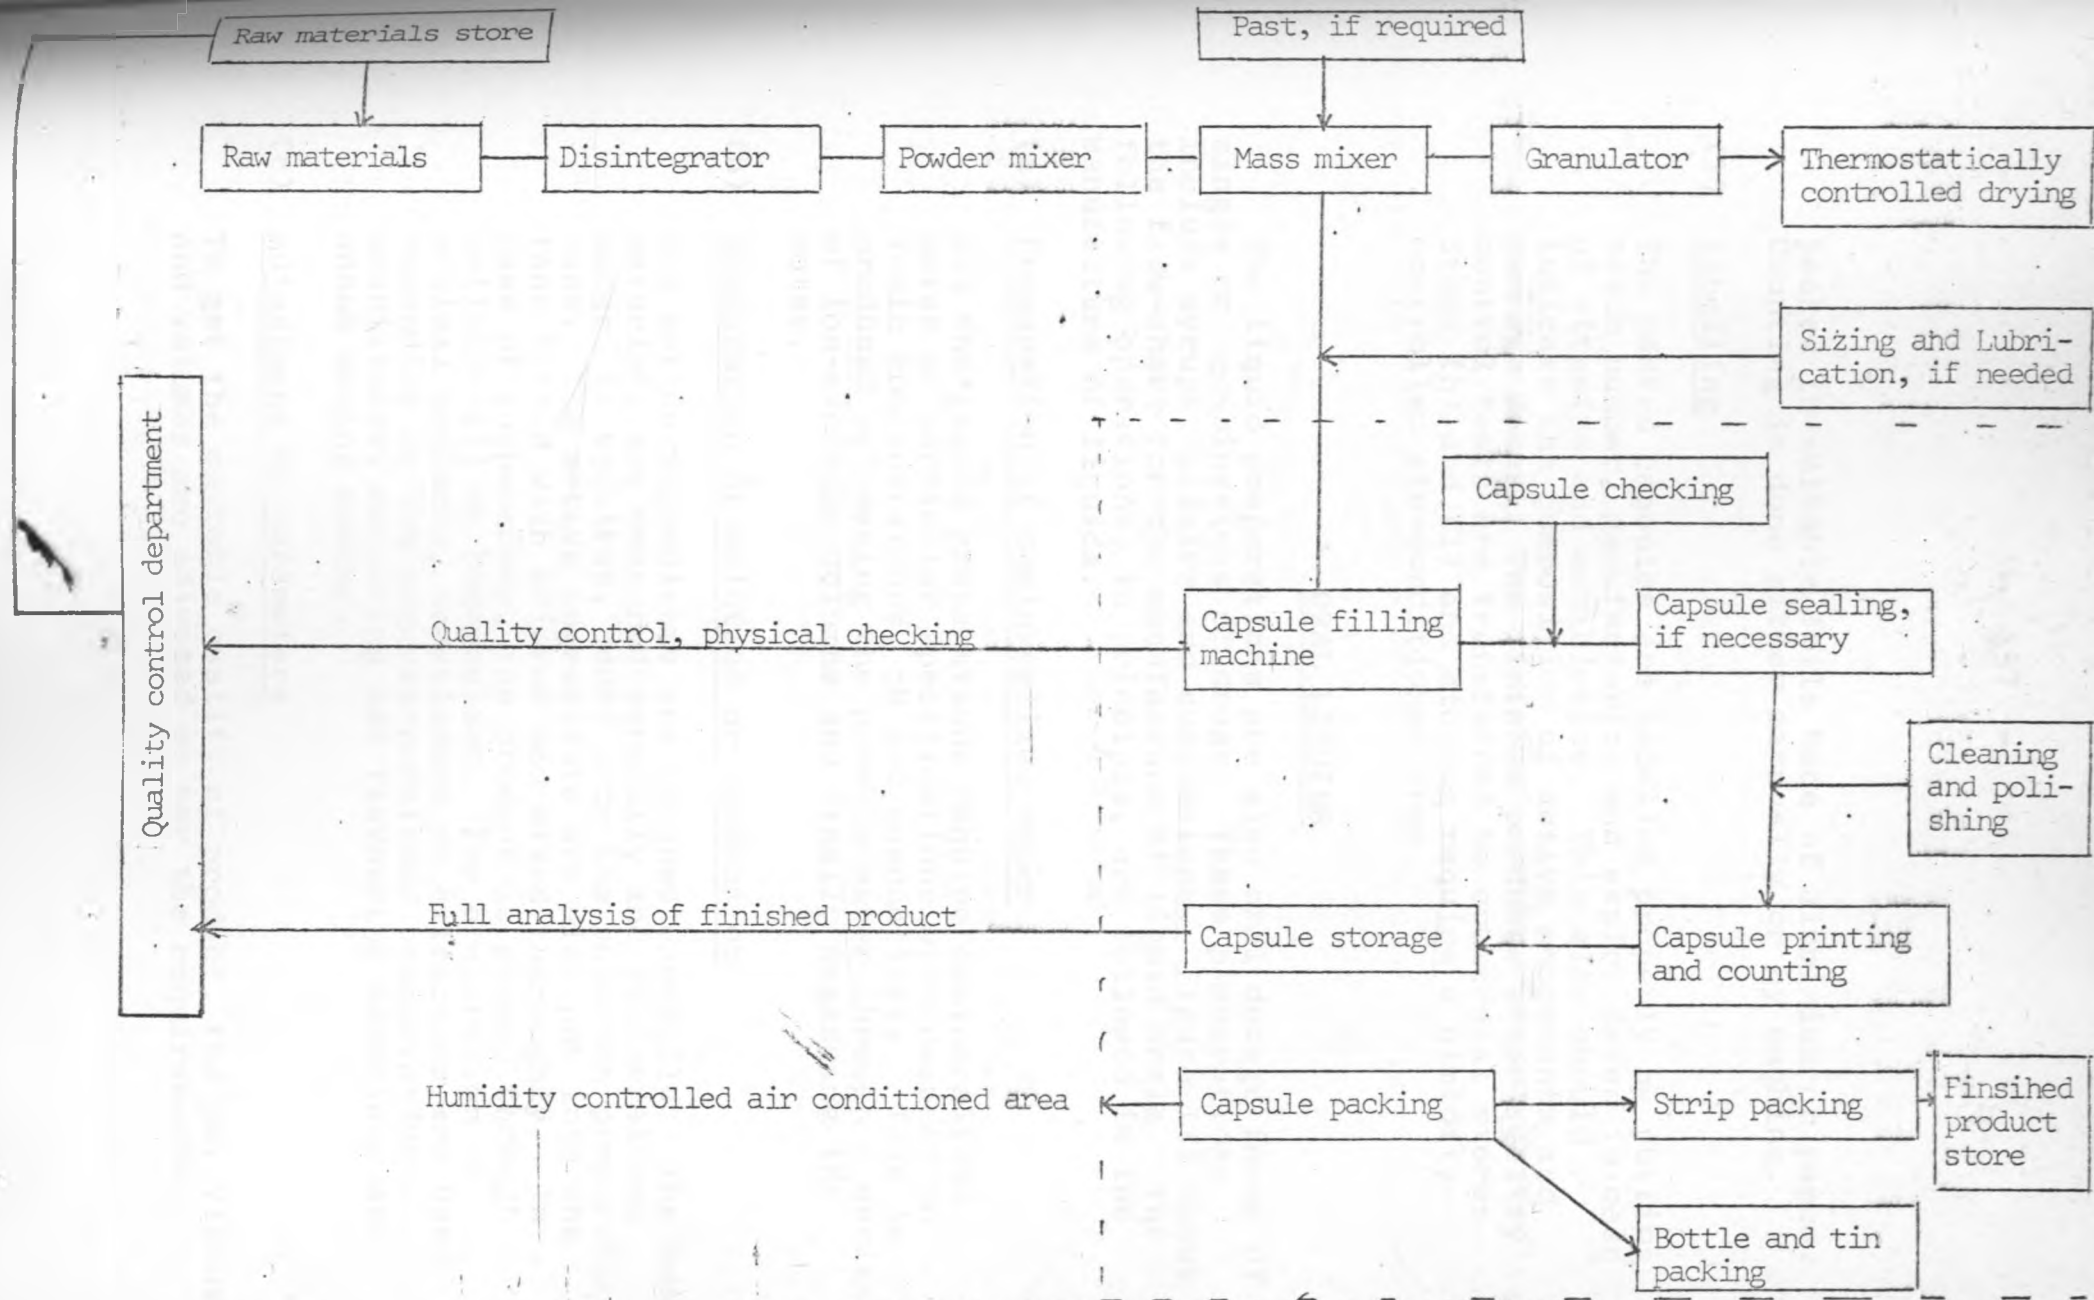 Raw materials store
Past, if required
Raw materials
Disintegrator
Powder mixer
Mass mixer
Granulator
Thermostatically
controlled drying
Sizing and Lubri-
cation, if needed
Capsule checking
Quality control department
Quality control, physical checking
Capsule filling
machine
Capsule sealing,
if necessary
Cleaning
and poli-
shing
Full analysis of finished product
Capsule storage
Capsule printing
and counting
Humidity controlled air conditioned area
Capsule packing
Strip packing
Finsihed
product
store
Bottle and tin
packing